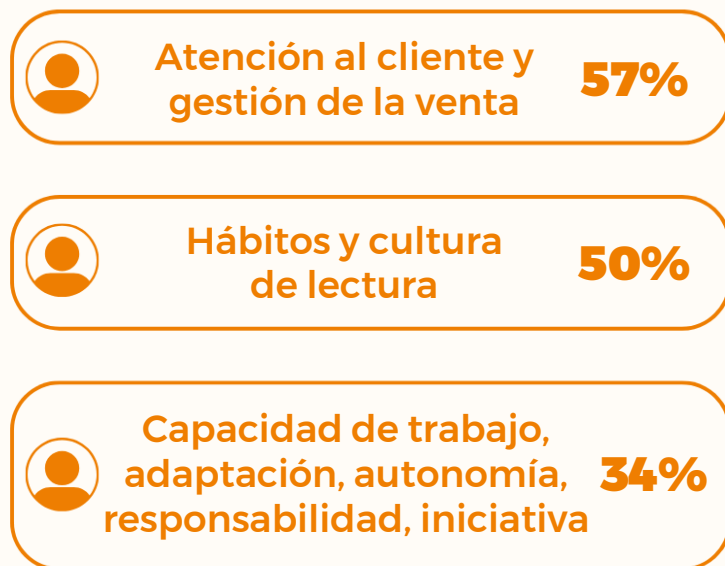 Atención al cliente y
gestión de la venta
57%
Hábitos y cultura
de lectura
50%
Capacidad de trabajo,
adaptación, autonomía,
responsabilidad, iniciativa
34%